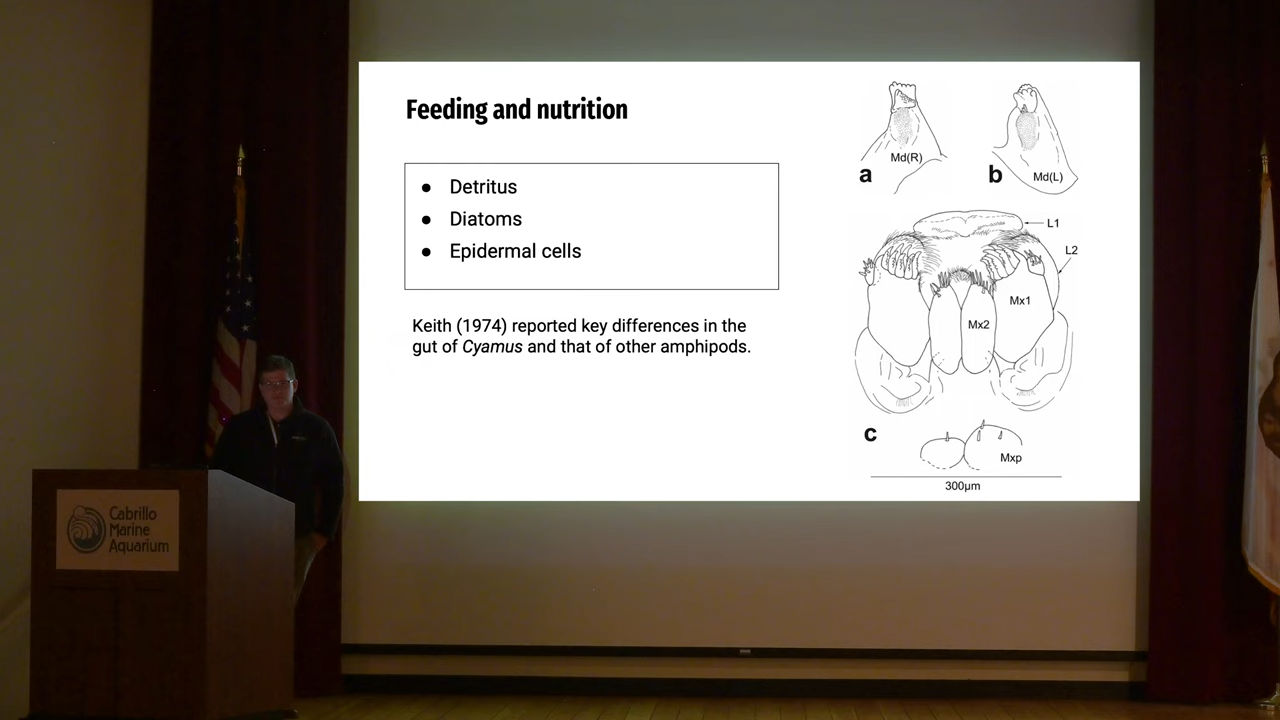 Feeding and nutrition
● Detritus
● Diatoms
● Epidermal cells
Keith (1974) reported key differences in the
gut of Cyamus and that of other amphipods.
Md(R)
a
b
Md(L)
L1
L2
Mx1
Mx2
c
Mxp
300µm
Cabrillo
Marine
Aquarium